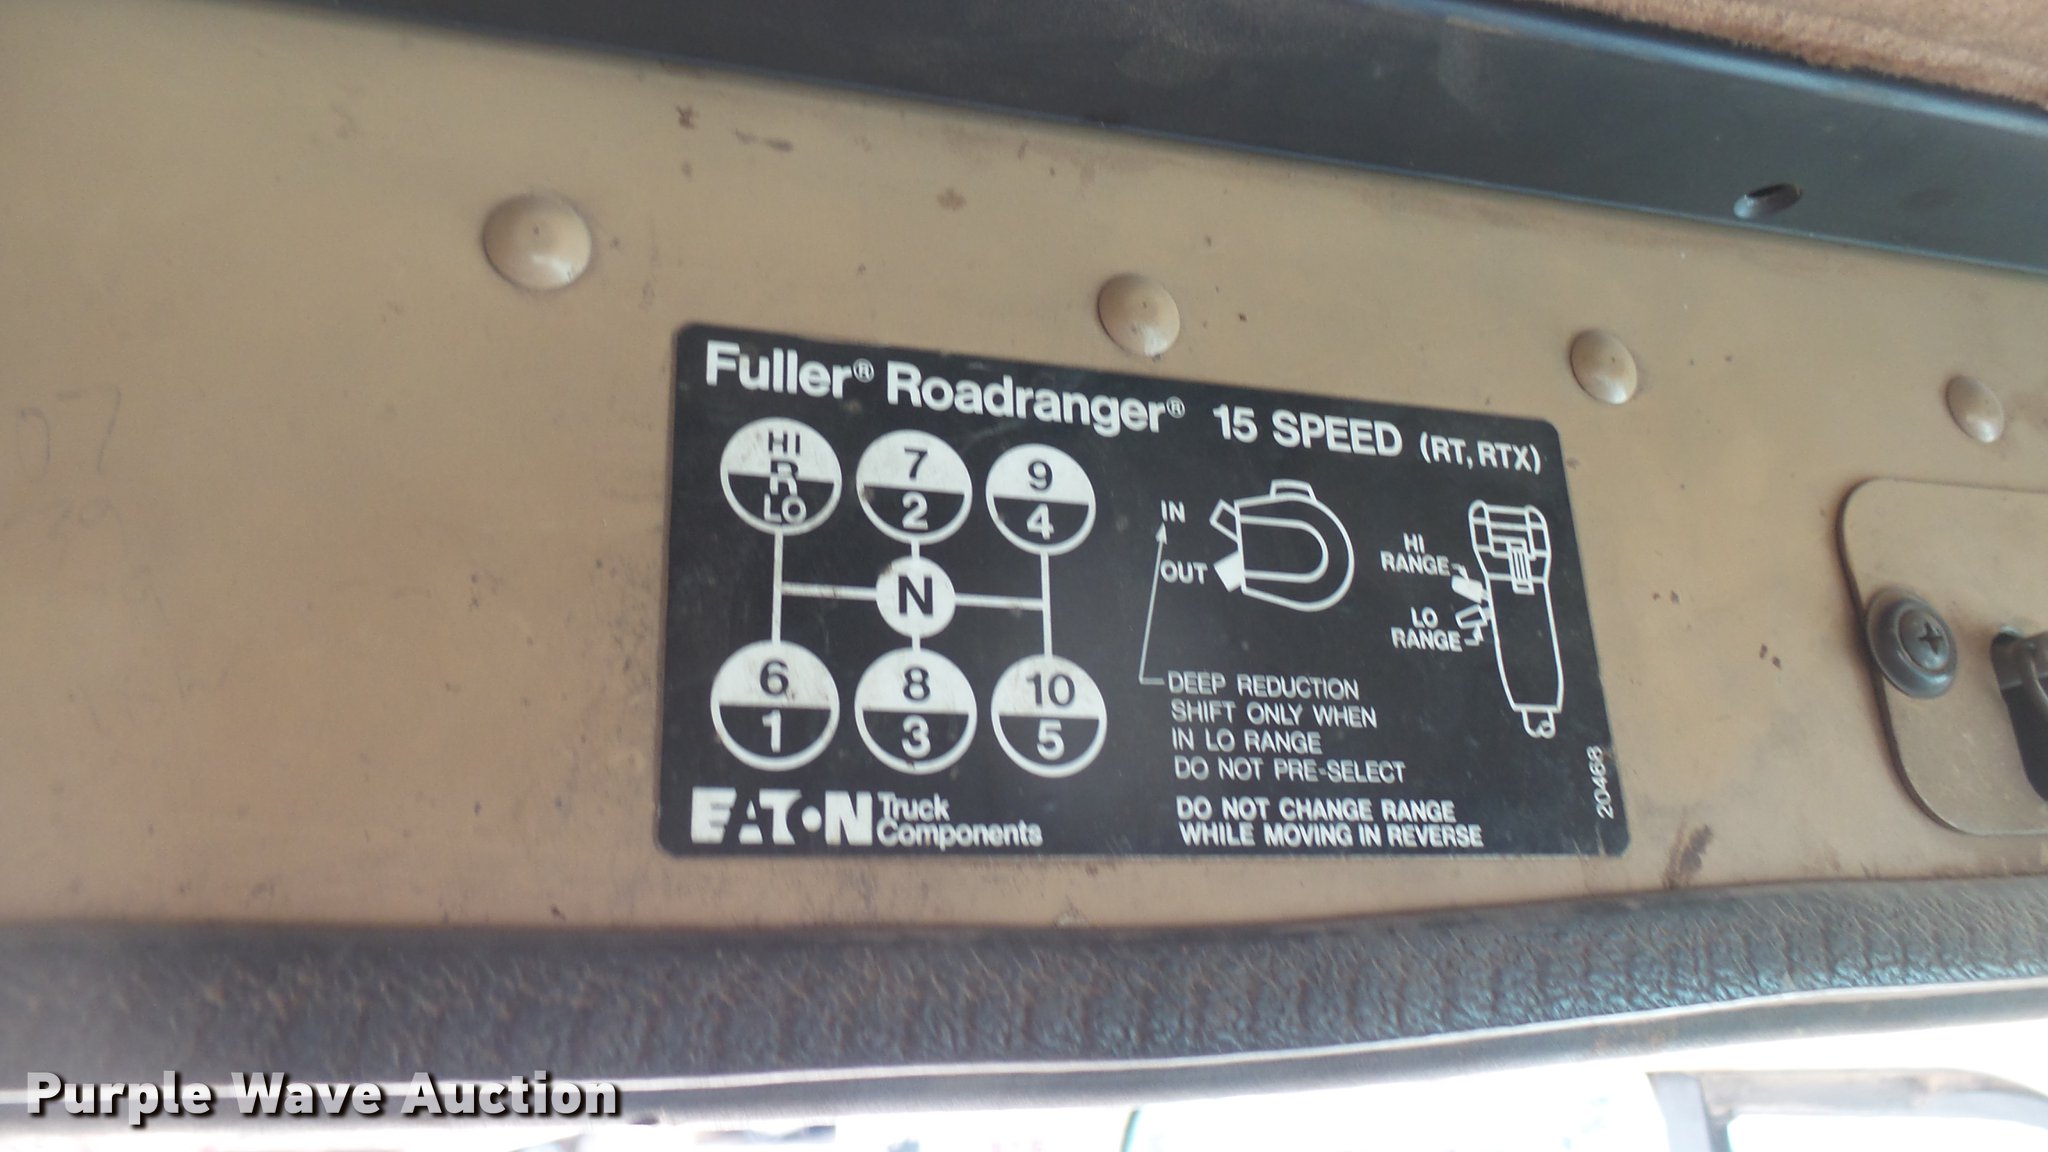 Fuller® Roadranger® 15 SPEED (RT, RTX)
HI 7 9
R
LO 2 4
N
6 8 10
1 3 5
IN
OUT
HI
RANGE
LO
RANGE
DEEP REDUCTION
SHIFT ONLY WHEN
IN LO RANGE
DO NOT PRE-SELECT
DO NOT CHANGE RANGE
WHILE MOVING IN REVERSE
EATON Truck
Components
20468
Purple Wave Auction